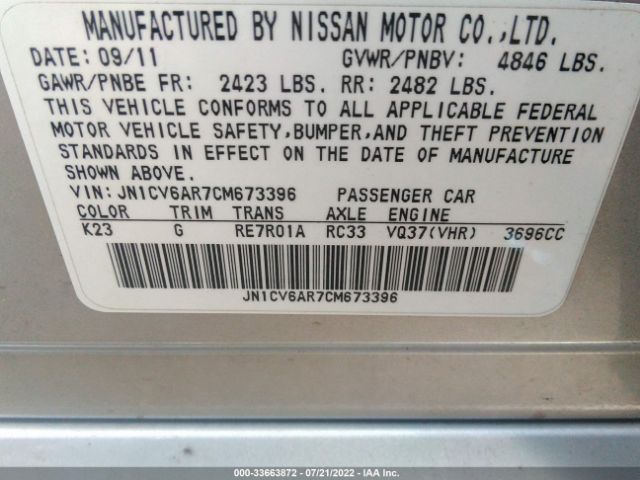 MANUFACTURED BY NISSAN MOTOR CO.,LTD.
DATE: 09/11 GVWR/PNBV: 4846 LBS.
GAWR/PNBE FR: 2423 LBS. RR: 2482 LBS.
THIS VEHICLE CONFORMS TO ALL APPLICABLE FEDERAL
MOTOR VEHICLE SAFETY,BUMPER,AND THEFT PREVENTION
STANDARDS IN EFFECT ON THE DATE OF MANUFACTURE
SHOWN ABOVE.
VIN:JN1CV6AR7CM673396 PASSENGER CAR
COLOR TRIM TRANS AXLE ENGINE
K23 G RE7R01A RC33 VQ37(VHR) 3696CC
JN1CV6AR7CM673396
000-33663872 / 07/21/2022 - IAA Inc.